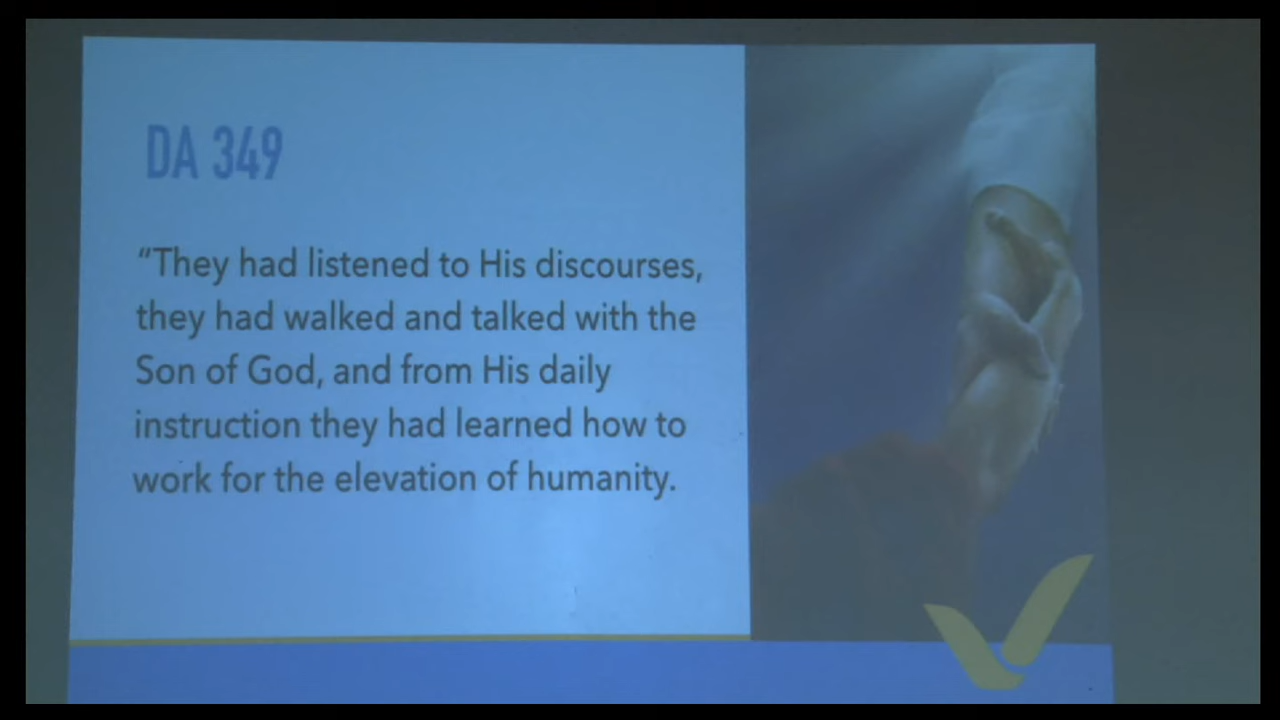 DA 349
“They had listened to His discourses,
they had walked and talked with the
Son of God, and from His daily
instruction they had learned how to
work for the elevation of humanity.